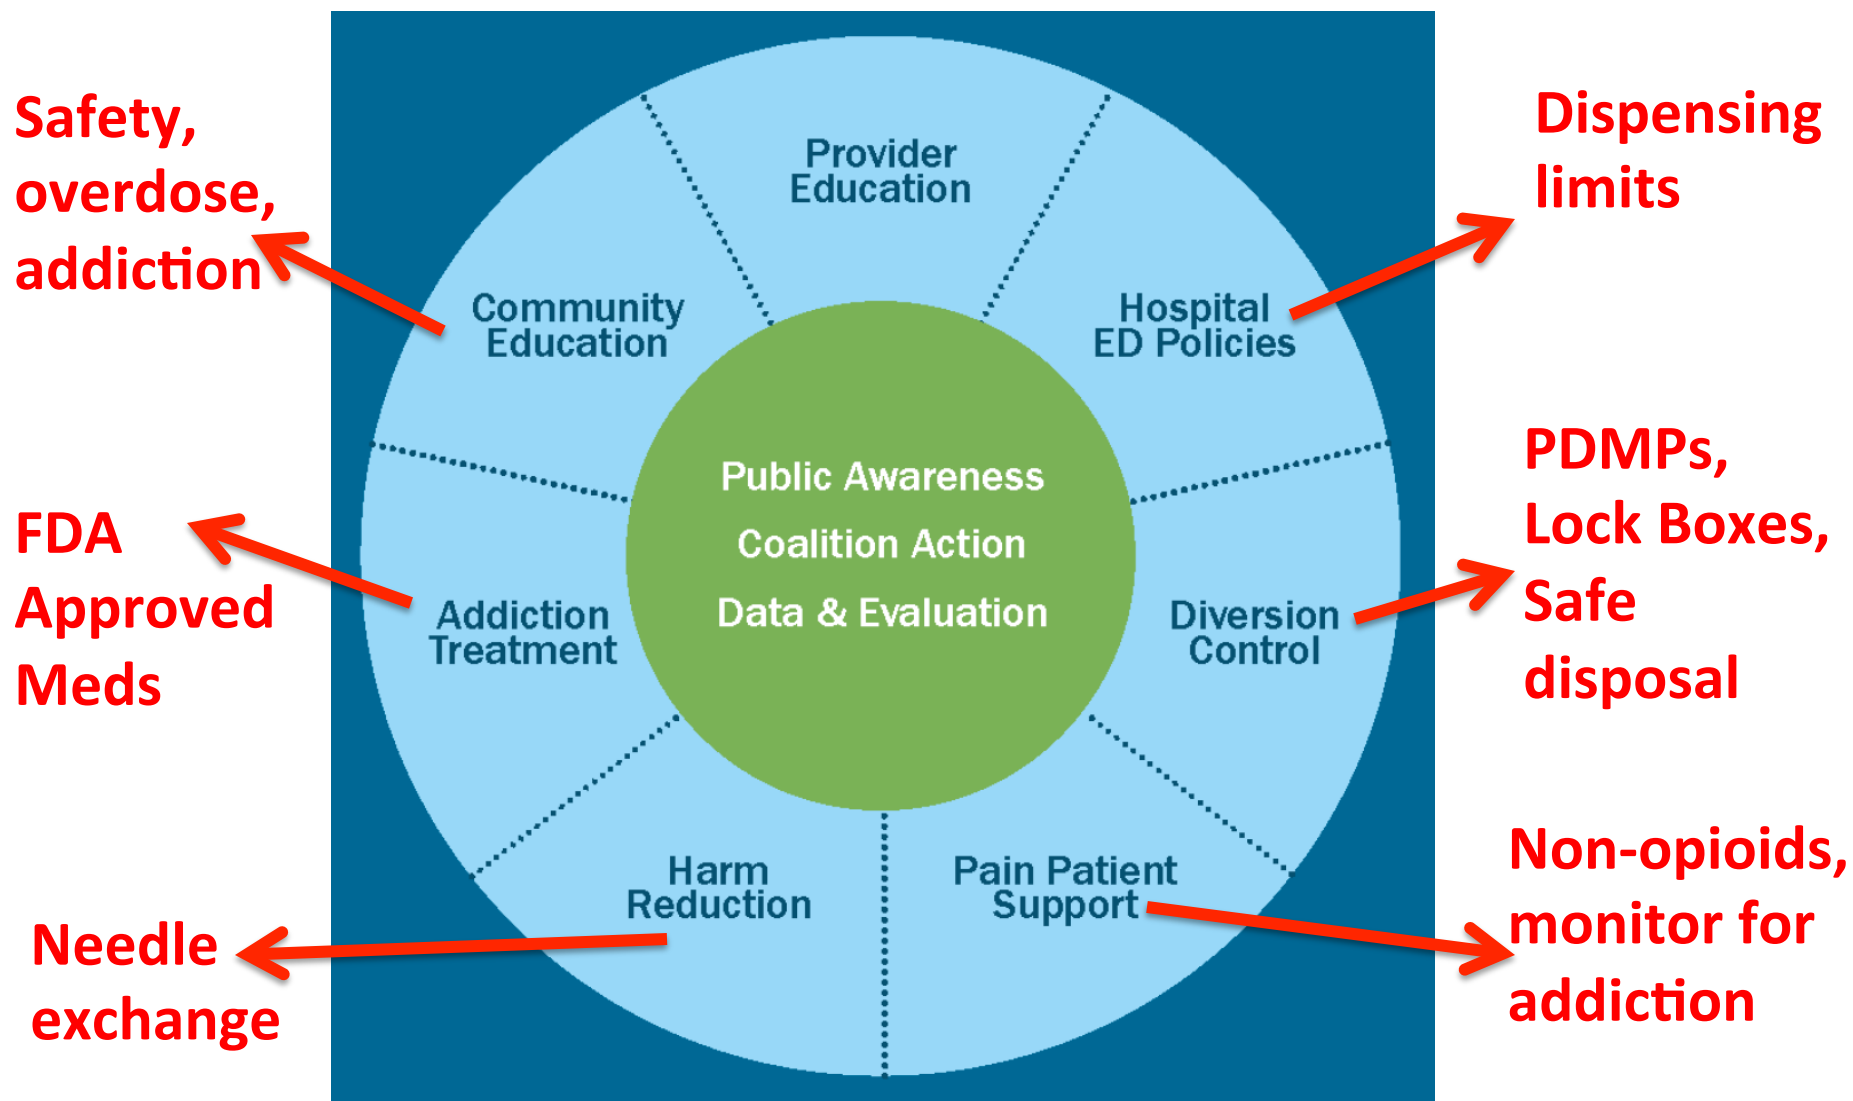 Safety,
overdose,
addiction
Dispensing
limits
Provider
Education
Community
Education
Hospital
ED Policies
FDA
Approved
Meds
Public Awareness
Coalition Action
Data & Evaluation
PDMPs,
Lock Boxes,
Safe
disposal
Addiction
Treatment
Diversion
Control
Harm
Reduction
Pain Patient
Support
Needle
exchange
Non-opioids,
monitor for
addiction